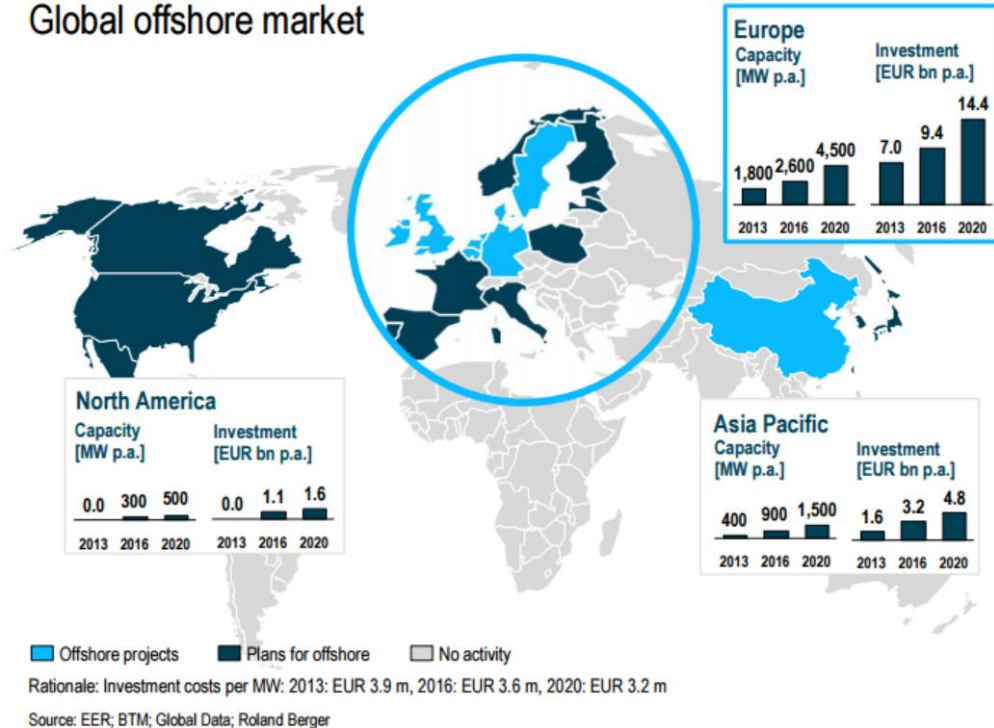 Global offshore market
Europe
Capacity
[MW p.a.]
Investment
[EUR bn p.a.]
1,800 2,600 4,500
2013 2016 2020
7.0 9.4 14.4
2013 2016 2020
North America
Capacity
[MW p.a.]
Investment
[EUR bn p.a.]
0.0 300 500
2013 2016 2020
0.0 1.1 1.6
2013 2016 2020
Asia Pacific
Capacity
[MW p.a.]
Investment
[EUR bn p.a.]
400 900 1,500
2013 2016 2020
1.6 3.2 4.8
2013 2016 2020
Offshore projects
Plans for offshore
No activity
Rationale: Investment costs per MW: 2013: EUR 3.9 m, 2016: EUR 3.6 m, 2020: EUR 3.2 m
Source: EER; BTM; Global Data; Roland Berger